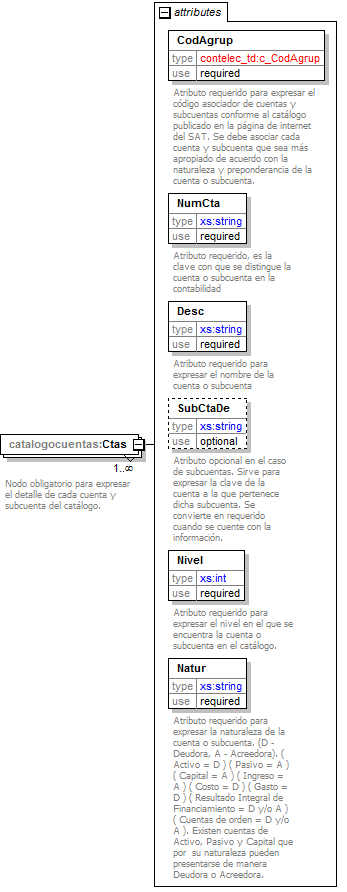 attributes
CodAgrup
type contelec_td:c_CodAgrup
use required
Atributo requerido para expresar el
código asociador de cuentas y
subcuentas conforme al catálogo
publicado en la página de internet
del SAT. Se debe asociar cada
cuenta y subcuenta que sea más
apropiado de acuerdo con la
naturaleza y preponderancia de la
cuenta o subcuenta.
NumCta
type xs:string
use required
Atributo requerido, es la
clave con que se distingue la
cuenta o subcuenta en la
contabilidad
Desc
type xs:string
use required
Atributo requerido para
expresar el nombre de la
cuenta o subcuenta
SubCtaDe
type xs:string
use optional
Atributo opcional en el caso
de subcuentas. Sirve para
expresar la clave de la
cuenta a la que pertenece
dicha subcuenta. Se
convierte en requerido
cuando se cuente con la
información.
catalogocuentas:Ctas
1..∞
Nodo obligatorio para expresar
el detalle de cada cuenta y
subcuenta del catálogo.
Nivel
type xs:int
use required
Atributo requerido para
expresar el nivel en el que se
encuentra la cuenta o
subcuenta en el catálogo.
Natur
type xs:string
use required
Atributo requerido para
expresar la naturaleza de la
cuenta o subcuenta. (D -
Deudora, A - Acreedora). (
Activo = D ) ( Pasivo = A )
( Capital = A ) ( Ingreso =
A ) ( Costo = D ) ( Gasto =
D ) ( Resultado Integral de
Financiamiento = D y/o A )
( Cuentas de orden = D y/o
A ). Existen cuentas de
Activo, Pasivo y Capital que
por su naturaleza pueden
presentarse de manera
Deudora o Acreedora.